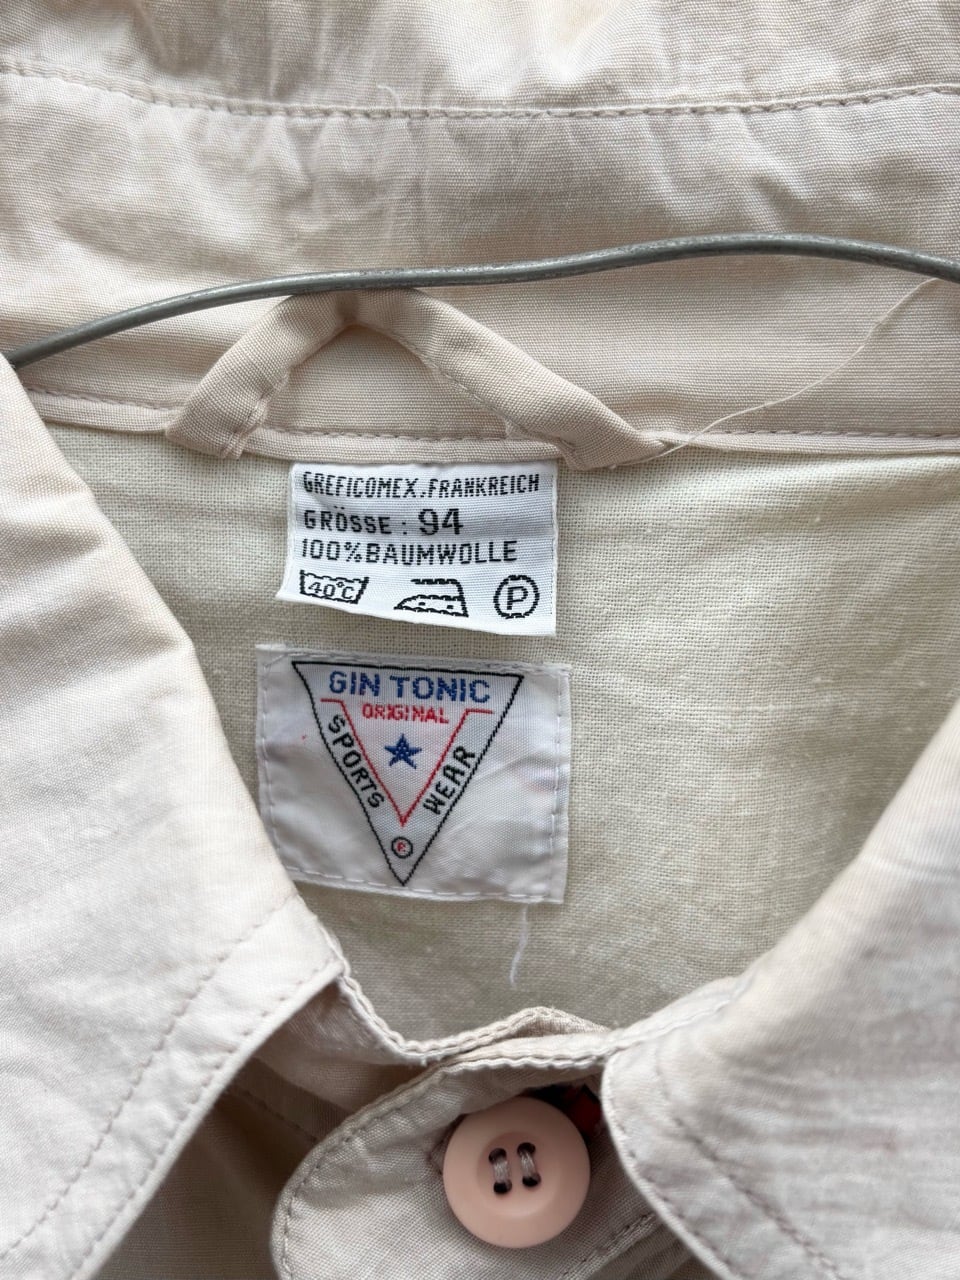 GREFICOMEX.FRANKREICH
GRÖSSE: 94
100%BAUMWOLLE
40°C
P
GIN TONIC
ORIGINAL
SPORTS WEAR
®